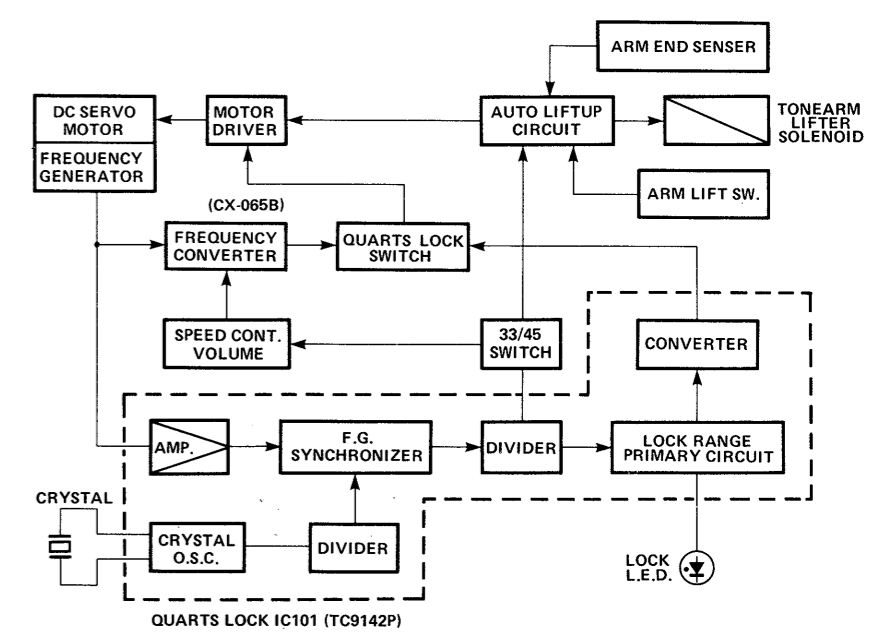 ARM END SENSER
DC SERVO
MOTOR
FREQUENCY
GENERATOR
MOTOR
DRIVER
AUTO LIFTUP
CIRCUIT
TONEARM
LIFTER
SOLENOID
ARM LIFT SW.
(CX-065B)
FREQUENCY
CONVERTER
QUARTS LOCK
SWITCH
SPEED CONT.
VOLUME
33/45
SWITCH
CONVERTER
AMP.
F.G.
SYNCHRONIZER
DIVIDER
LOCK RANGE
PRIMARY CIRCUIT
CRYSTAL
CRYSTAL
O.S.C.
DIVIDER
LOCK
L.E.D.
QUARTS LOCK IC101 (TC9142P)